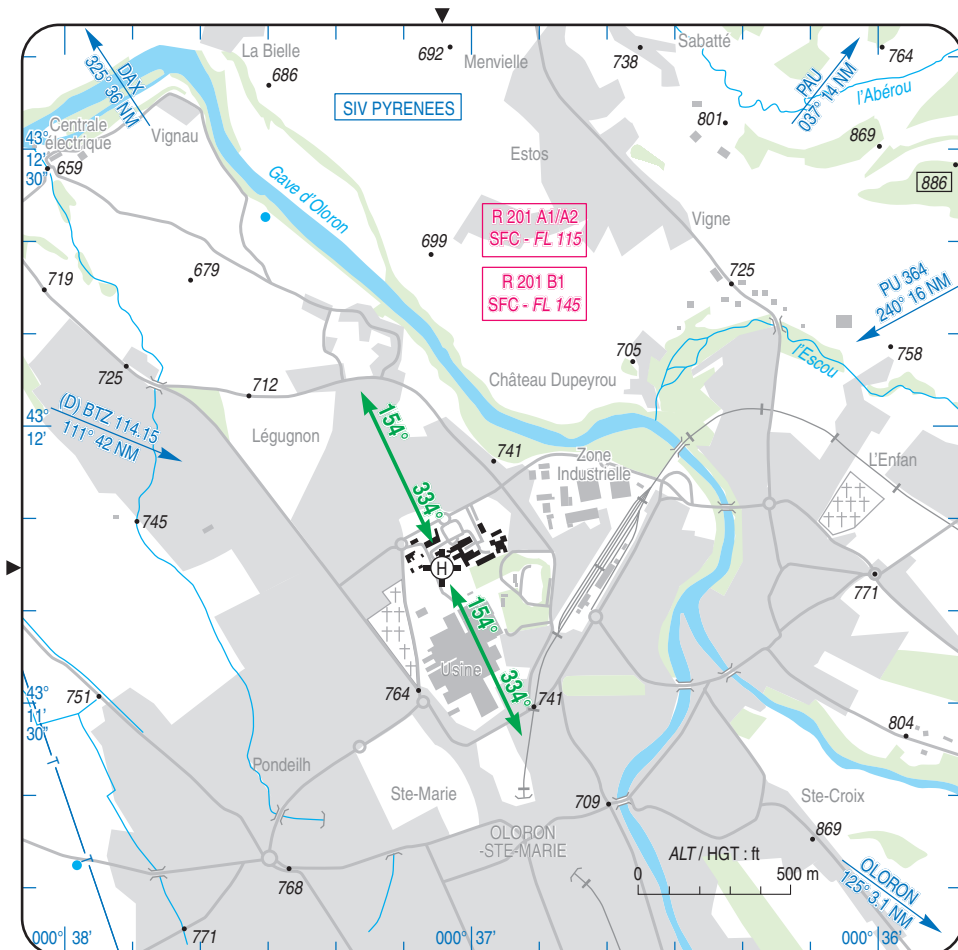 La Bielle
692
Menvielle
738
Sabatté
764
DAX
325° 36 NM
686
SIV PYRENEES
PAU
037° 14 NM
l'Abérou
801
869
Centrale
électrique
Vignau
43°
12'
30"
659
Estos
886
Gave d'Oloron
R 201 A1/A2
SFC - FL 115
Vigne
699
679
719
R 201 B1
SFC - FL 145
725
PU 364
240° 16 NM
705
758
l'Escou
725
712
Château Dupeyrou
154°
(D) BTZ 114.15
111° 42 NM
43°
12'
Légugnon
741
Zone
Industrielle
L'Enfan
334°
745
H
771
154°
Usine
334°
764
741
751
43°
11'
30"
804
Pondeilh
Ste-Marie
709
Ste-Croix
OLORON
-STE-MARIE
869
ALT / HGT : ft
0
500 m
768
OLORON
125° 3.1 NM
T
T
771
000° 38'
000° 37'
000° 36'